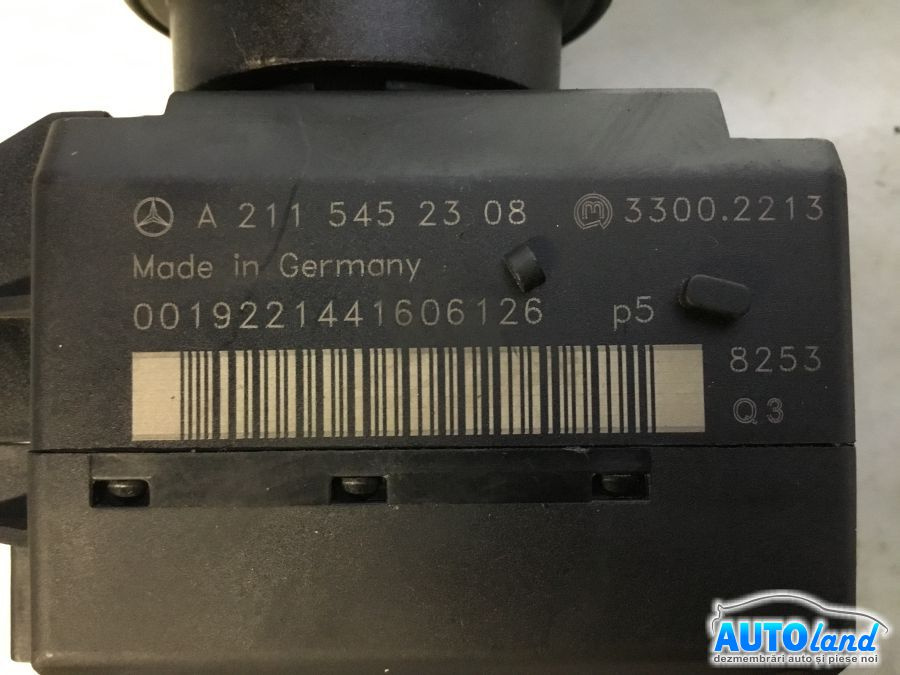 A 211 545 23 08 M 3300.2213
Made in Germany
0019221441606126 p5
8253
Q3
AUTOland
dezmembrări auto și piese noi